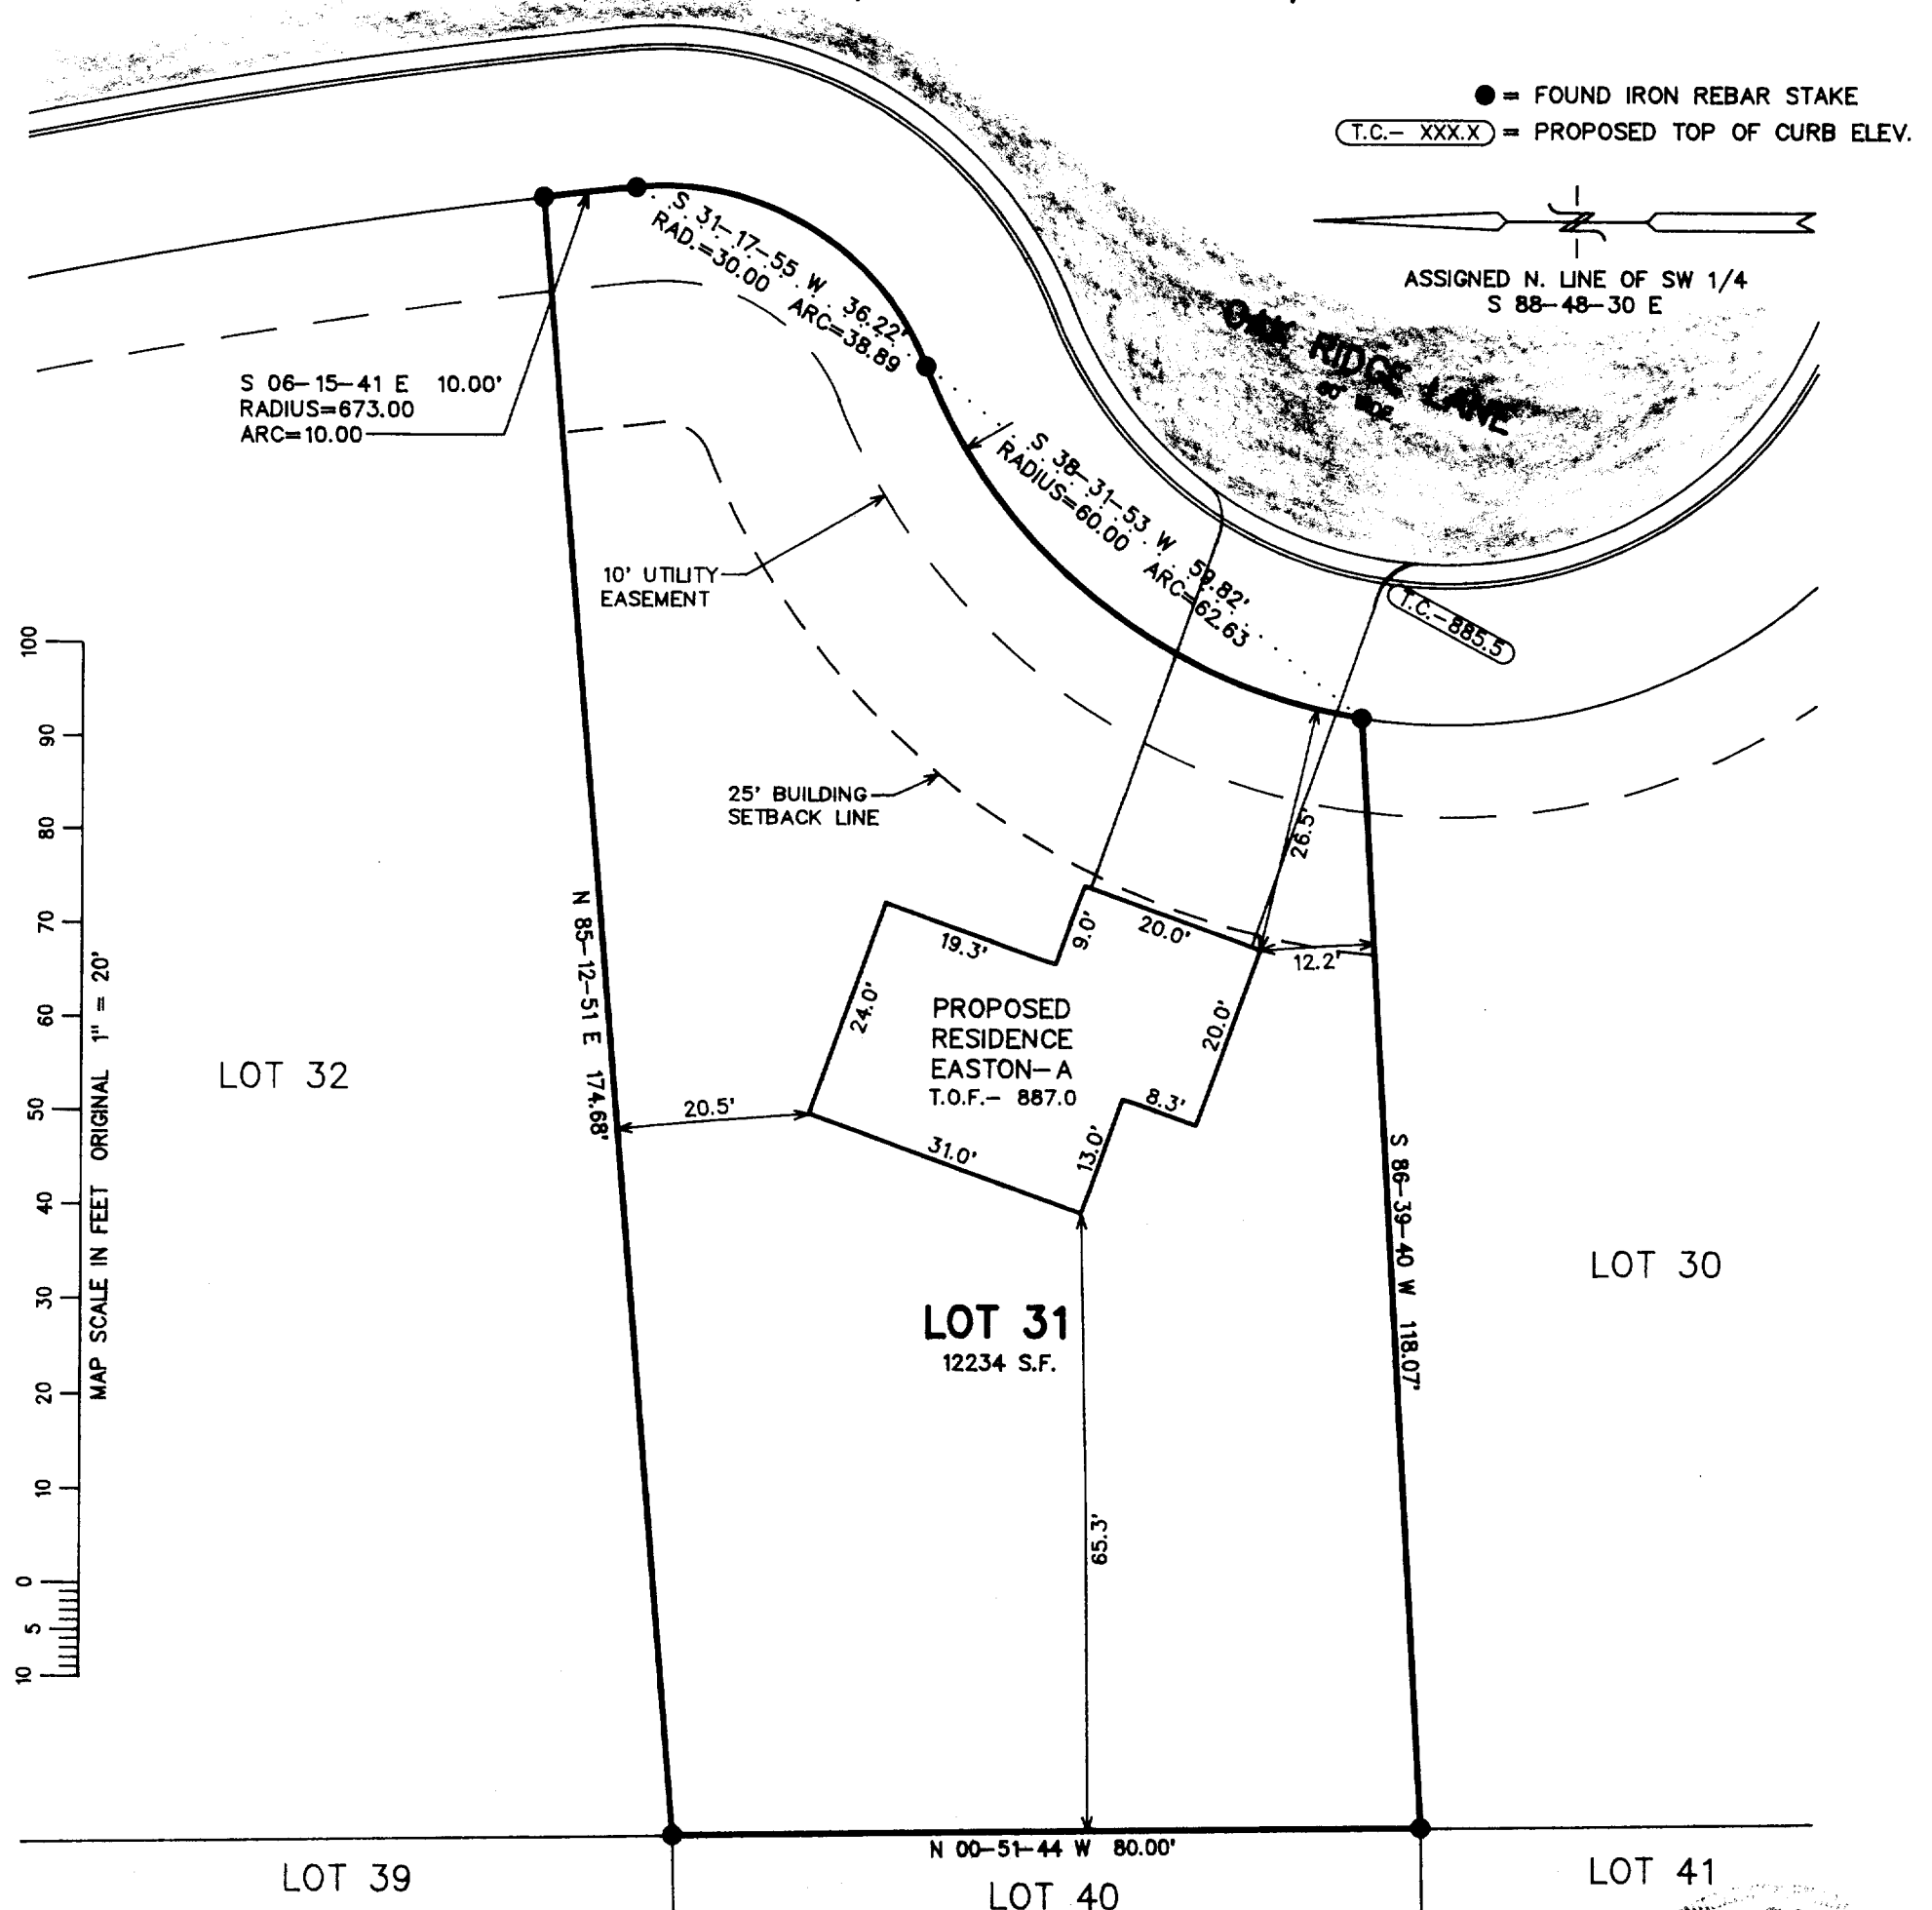 ● = FOUND IRON REBAR STAKE
T.C.- XXX.X = PROPOSED TOP OF CURB ELEV.
ASSIGNED N. LINE OF SW 1/4
S 88-48-30 E
OAK RIDGE LANE
60' WIDE
S 31-17-55 W 36.22'
RAD.=30.00 ARC=38.89
S 06-15-41 E 10.00'
RADIUS=673.00
ARC=10.00
S 38-31-53 W 59.82'
RADIUS=60.00 ARC=62.63
10' UTILITY
EASEMENT
T.C.-885.5
25' BUILDING
SETBACK LINE
26.5'
N 85-12-51 E 174.68'
19.3'
9.0'
20.0'
12.2'
24.0'
PROPOSED
RESIDENCE
EASTON-A
T.O.F.- 887.0
20.0'
8.3'
13.0'
31.0'
20.5'
LOT 32
S 86-39-40 W 118.07'
LOT 30
LOT 31
12234 S.F.
65.3'
100
90
80
70
60
50
40
30
20
10
0
5
10
MAP SCALE IN FEET ORIGINAL 1" = 20'
N 00-51-44 W 80.00'
LOT 39
LOT 40
LOT 41